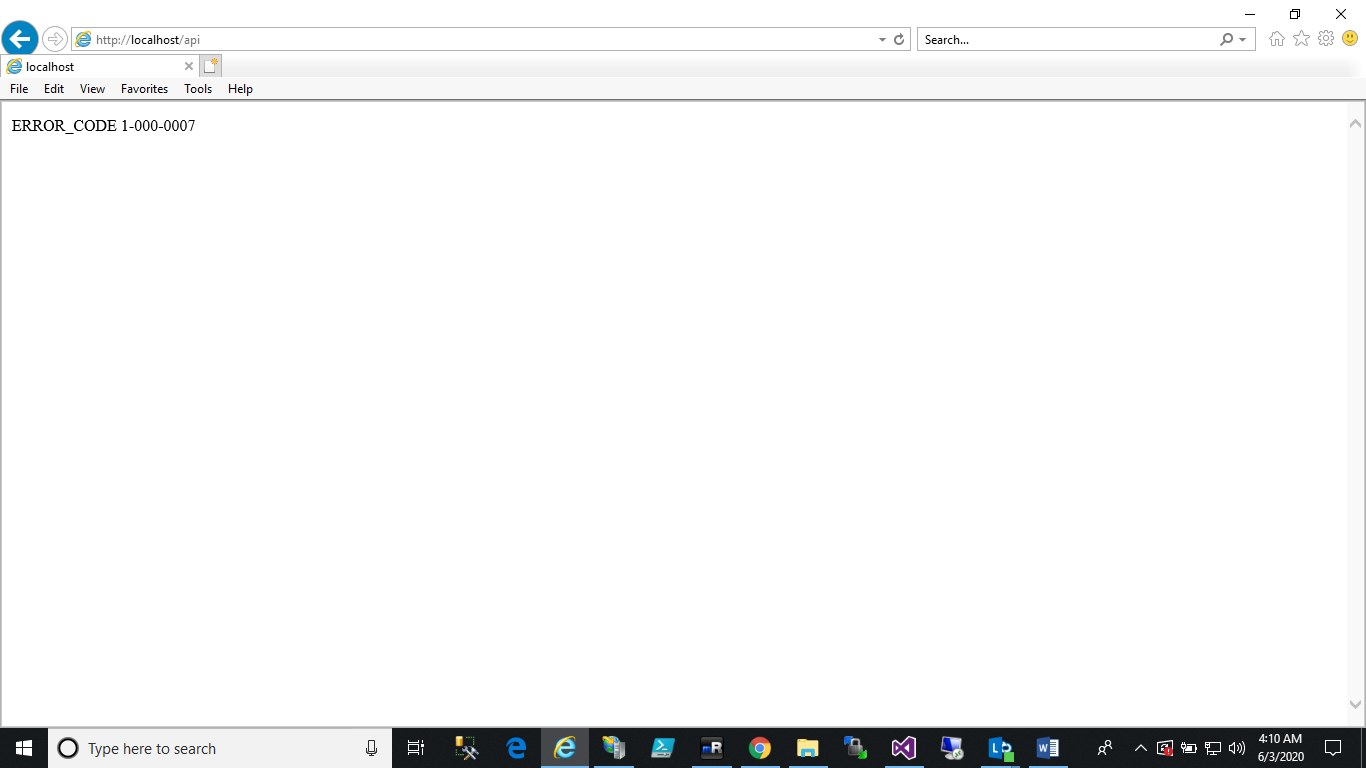 http://localhost/api
Search...
localhost
File Edit View Favorites Tools Help
ERROR_CODE 1-000-0007
Type here to search
mR
4:10 AM
6/3/2020